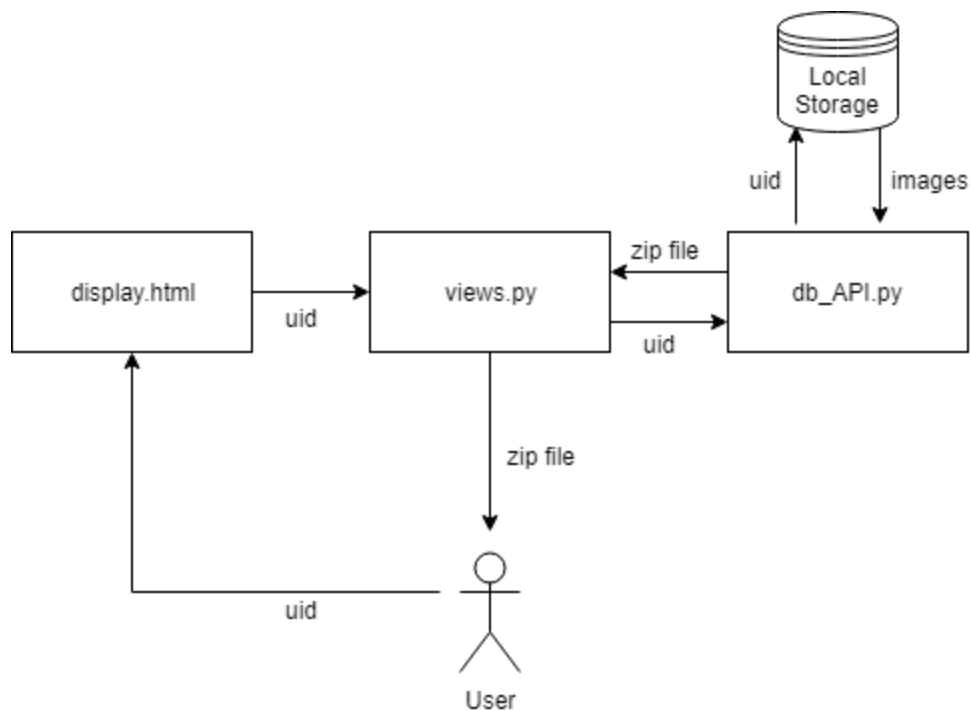 Local
Storage
uid
images
zip file
display.html
views.py
db_API.py
uid
uid
zip file
uid
User